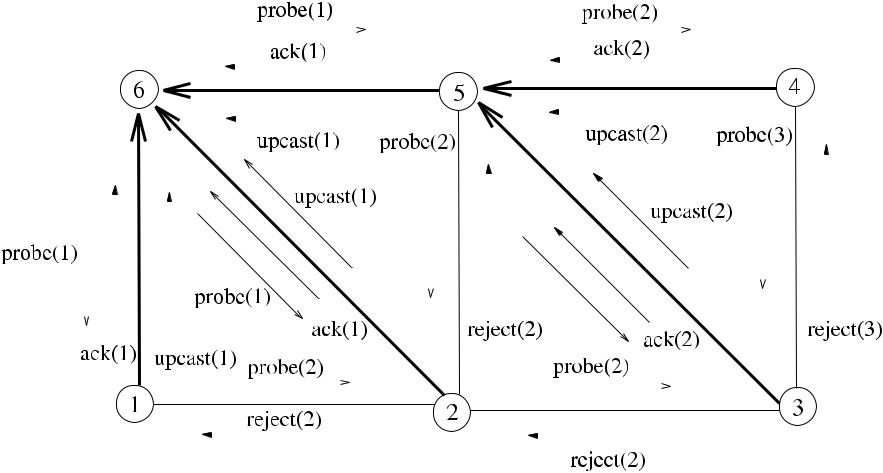 probe(1)
probe(2)
ack(1)
ack(2)
6
5
4
upcast(1)
probe(2)
upcast(2)
probe(3)
upcast(1)
upcast(2)
probe(1)
probe(1)
ack(1)
reject(2)
ack(2)
reject(3)
ack(1)
upcast(1)
probe(2)
probe(2)
1
2
3
reject(2)
reject(2)